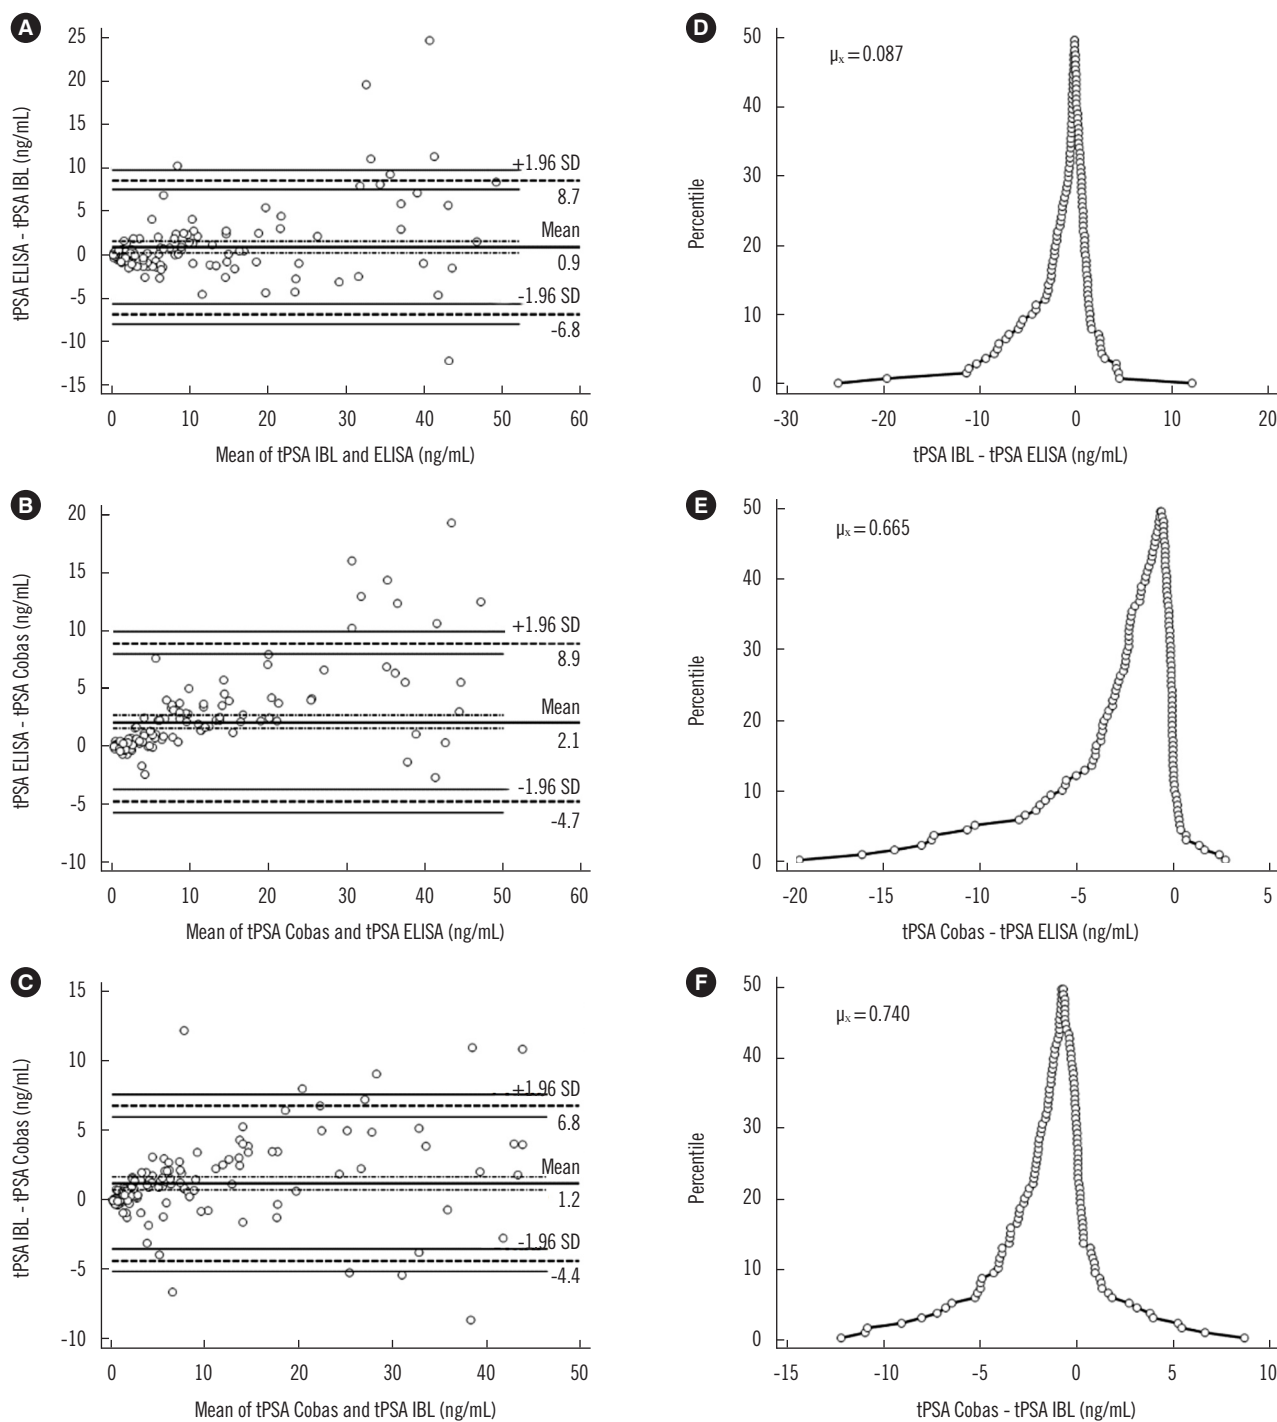 A
tPSA ELISA - tPSA IBL (ng/mL)
25
20
15
10
5
0
-5
-10
-15
+1.96 SD
8.7
Mean
0.9
-1.96 SD
-6.8
0 10 20 30 40 50 60
Mean of tPSA IBL and ELISA (ng/mL)
D
Percentile
50
40
30
20
10
0
μx=0.087
-30 -20 -10 0 10 20
tPSA IBL - tPSA ELISA (ng/mL)
B
tPSA ELISA - tPSA Cobas (ng/mL)
20
15
10
5
0
-5
-10
+1.96 SD
8.9
Mean
2.1
-1.96 SD
-4.7
0 10 20 30 40 50 60
Mean of tPSA Cobas and tPSA ELISA (ng/mL)
E
Percentile
50
40
30
20
10
0
μx=0.665
-20 -15 -10 -5 0 5
tPSA Cobas - tPSA ELISA (ng/mL)
C
tPSA IBL - tPSA Cobas (ng/mL)
15
10
5
0
-5
-10
+1.96 SD
6.8
Mean
1.2
-1.96 SD
-4.4
0 10 20 30 40 50
Mean of tPSA Cobas and tPSA IBL (ng/mL)
F
Percentile
50
40
30
20
10
0
μx=0.740
-15 -10 -5 0 5 10
tPSA Cobas - tPSA IBL (ng/mL)